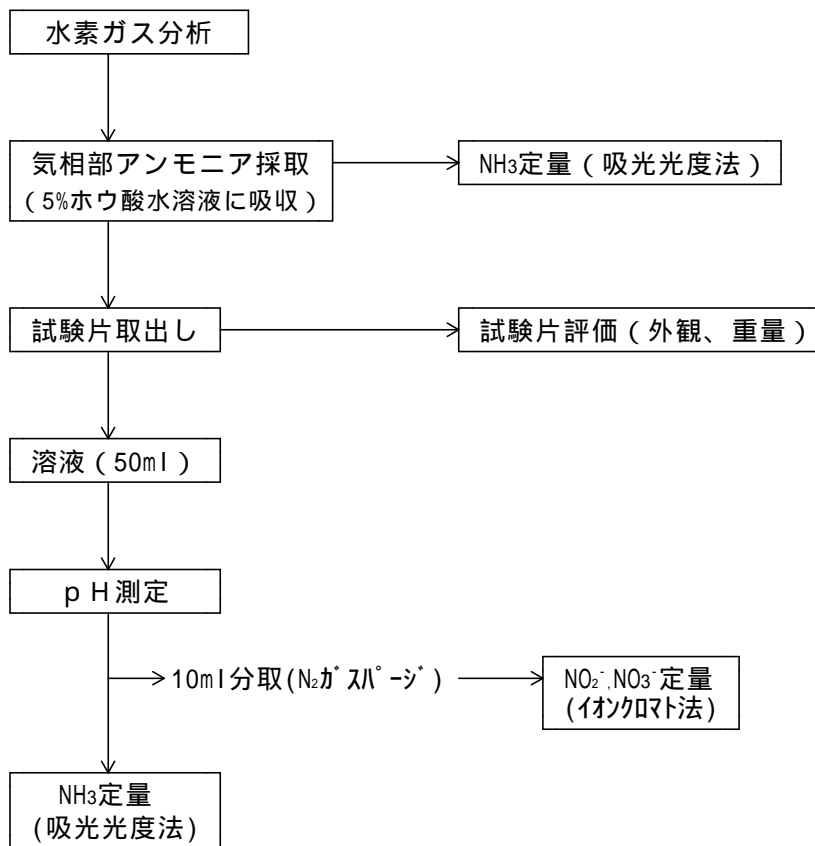 水素ガス分析
気相部アンモニア採取
(5%ホウ酸水溶液に吸収)
NH₃定量(吸光光度法)
試験片取出し
試験片評価(外観、重量)
溶液(50ml)
pH測定
10ml分取(N₂ガスパージ)
NO₂⁻,NO₃⁻定量
(イオンクロマト法)
NH₃定量
(吸光光度法)